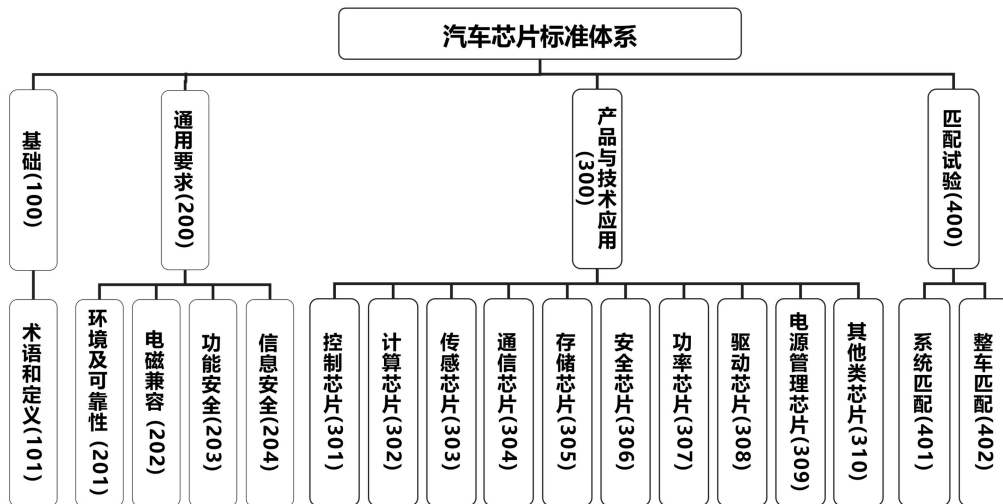 汽车芯片标准体系
基础(100)
通用要求(200)
产品与技术应用
(300)
匹配试验(400)
术语和定义(101)
环境及可靠性 (201)
电磁兼容 (202)
功能安全(203)
信息安全(204)
控制芯片(301)
计算芯片(302)
传感芯片(303)
通信芯片(304)
存储芯片(305)
安全芯片(306)
功率芯片(307)
驱动芯片(308)
电源管理芯片(309)
其他类芯片(310)
系统匹配(401)
整车匹配(402)